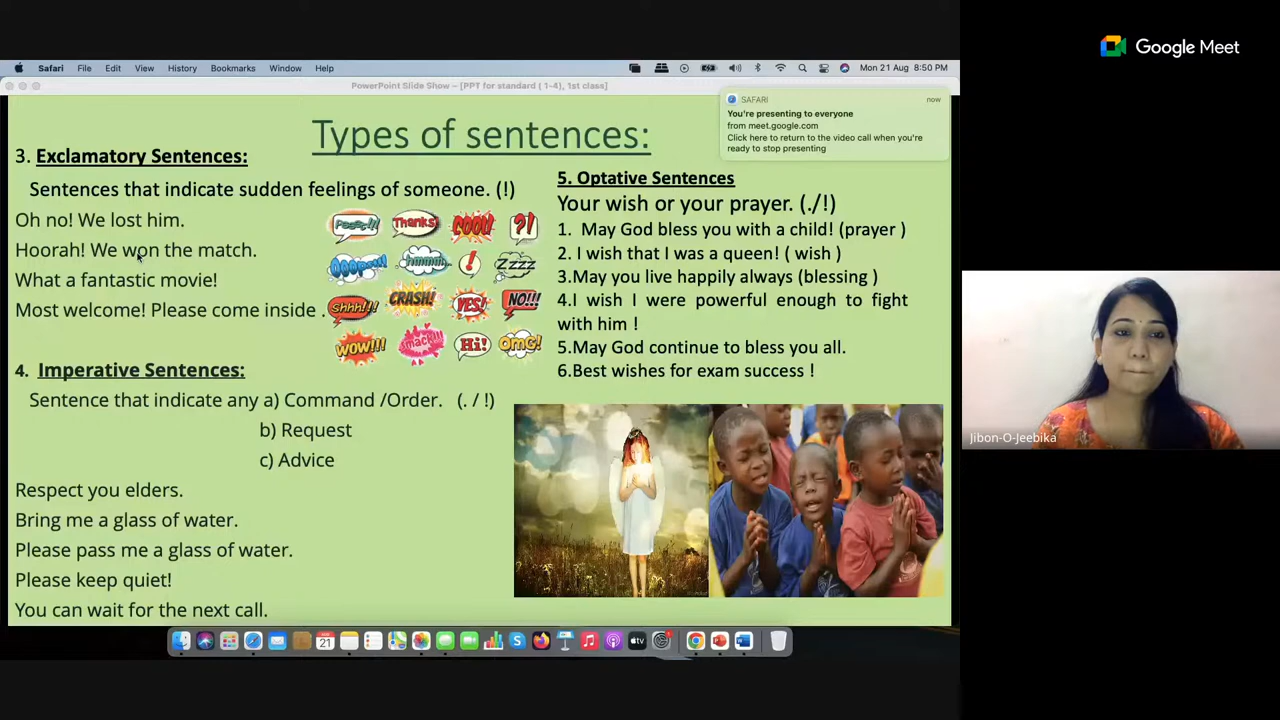 Google Meet
Safari File Edit View History Bookmarks Window Help Mon 21 Aug 8:50 PM
PowerPoint Slide Show – [PPT for standard ( 1-4), 1st class]
SAFARI now
You're presenting to everyone
from meet.google.com
Click here to return to the video call when you're
ready to stop presenting
Types of sentences:
3. Exclamatory Sentences:
Sentences that indicate sudden feelings of someone. (!)
Oh no! We lost him.
Hoorah! We won the match.
What a fantastic movie!
Most welcome! Please come inside .
Thanks! COOL! ?!
hmmm.. ! Zzzz
Shhh!!! CRASH! YES! NO!!!
WOW!!! smack!!! Hi! OMG!
4. Imperative Sentences:
Sentence that indicate any a) Command /Order. (. / !)
b) Request
c) Advice
Respect you elders.
Bring me a glass of water.
Please pass me a glass of water.
Please keep quiet!
You can wait for the next call.
5. Optative Sentences
Your wish or your prayer. (./!)
1. May God bless you with a child! (prayer )
2. I wish that I was a queen! ( wish )
3.May you live happily always (blessing )
4.I wish I were powerful enough to fight
with him !
5.May God continue to bless you all.
6.Best wishes for exam success !
Jibon-O-Jeebika
21
tv